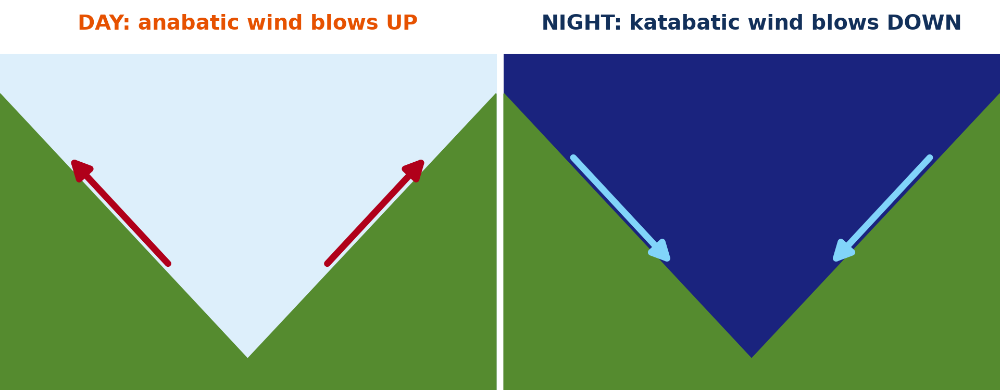 DAY: anabatic wind blows UP
NIGHT: katabatic wind blows DOWN